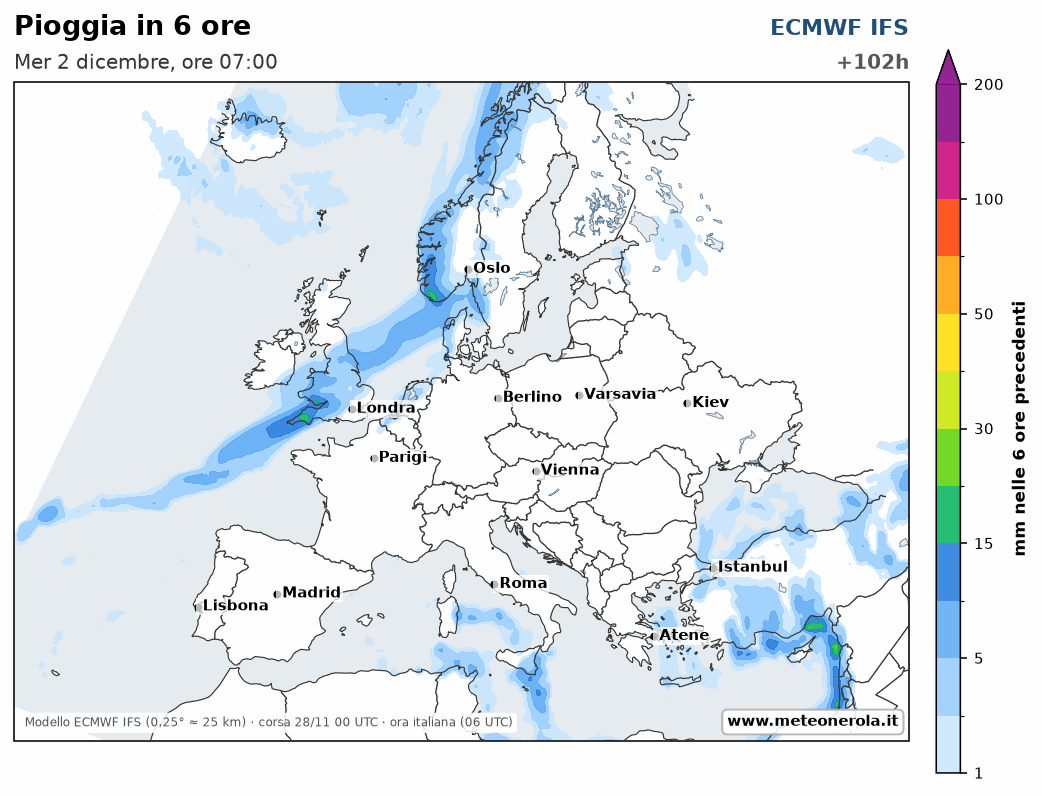 Pioggia in 6 ore
ECMWF IFS
Mer 2 dicembre, ore 07:00
+102h
200
100
50
30
15
5
1
mm nelle 6 ore precedenti
Oslo
Berlino
Varsavia
Kiev
Londra
Parigi
Vienna
Istanbul
Roma
Madrid
Lisbona
Atene
Modello ECMWF IFS (0,25° ≈ 25 km) · corsa 28/11 00 UTC · ora italiana (06 UTC)
www.meteonerola.it